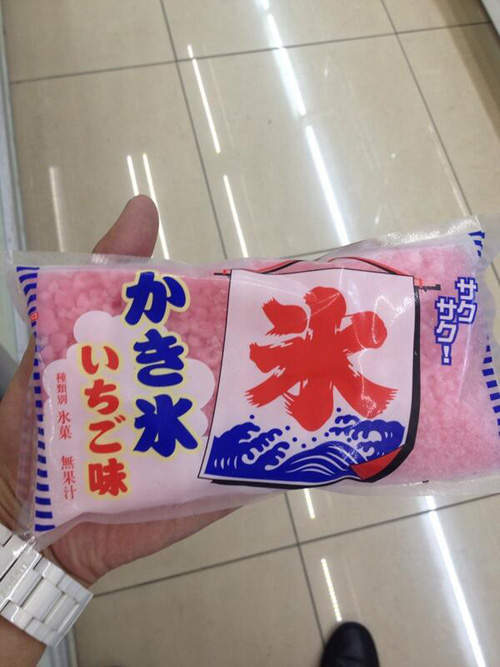 かき氷
いちご味
種類別 氷菓 無果汁
氷
サクサク!